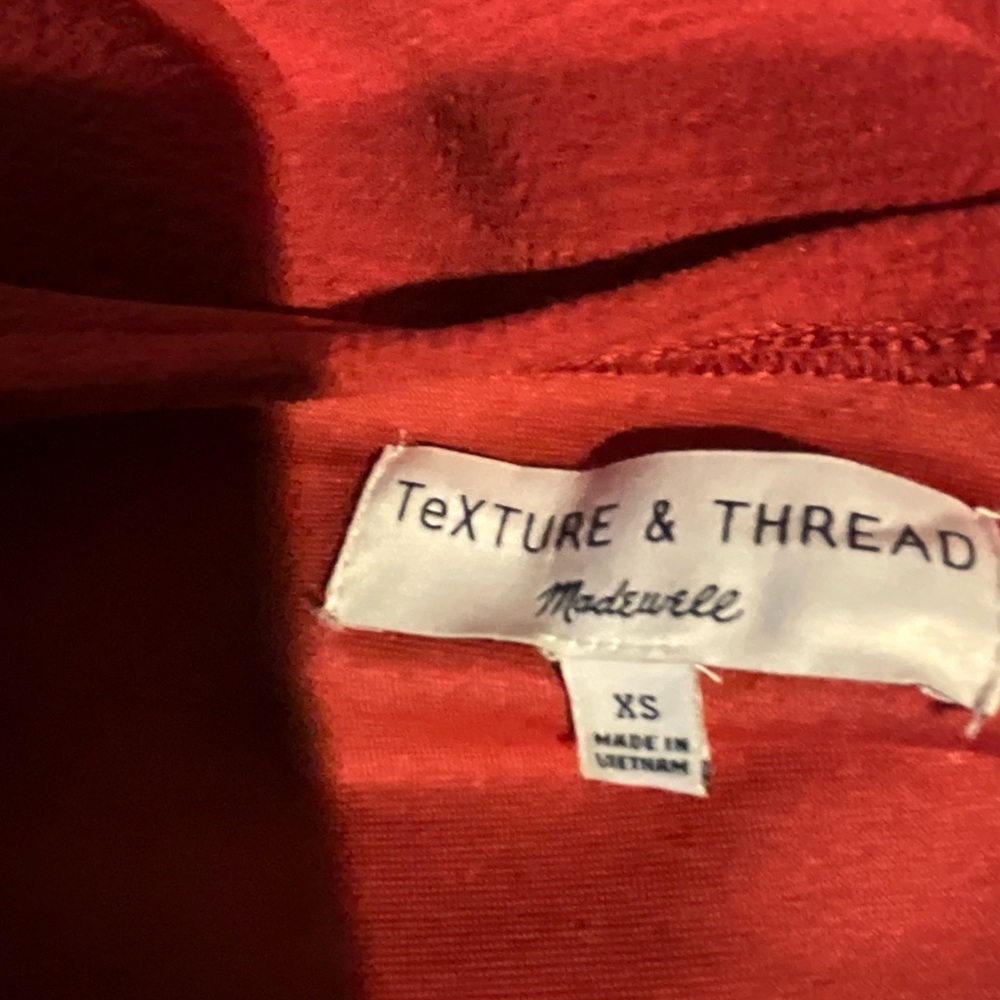 TeXTURE & THREAD
Madewell
XS
MADE IN
VIETNAM